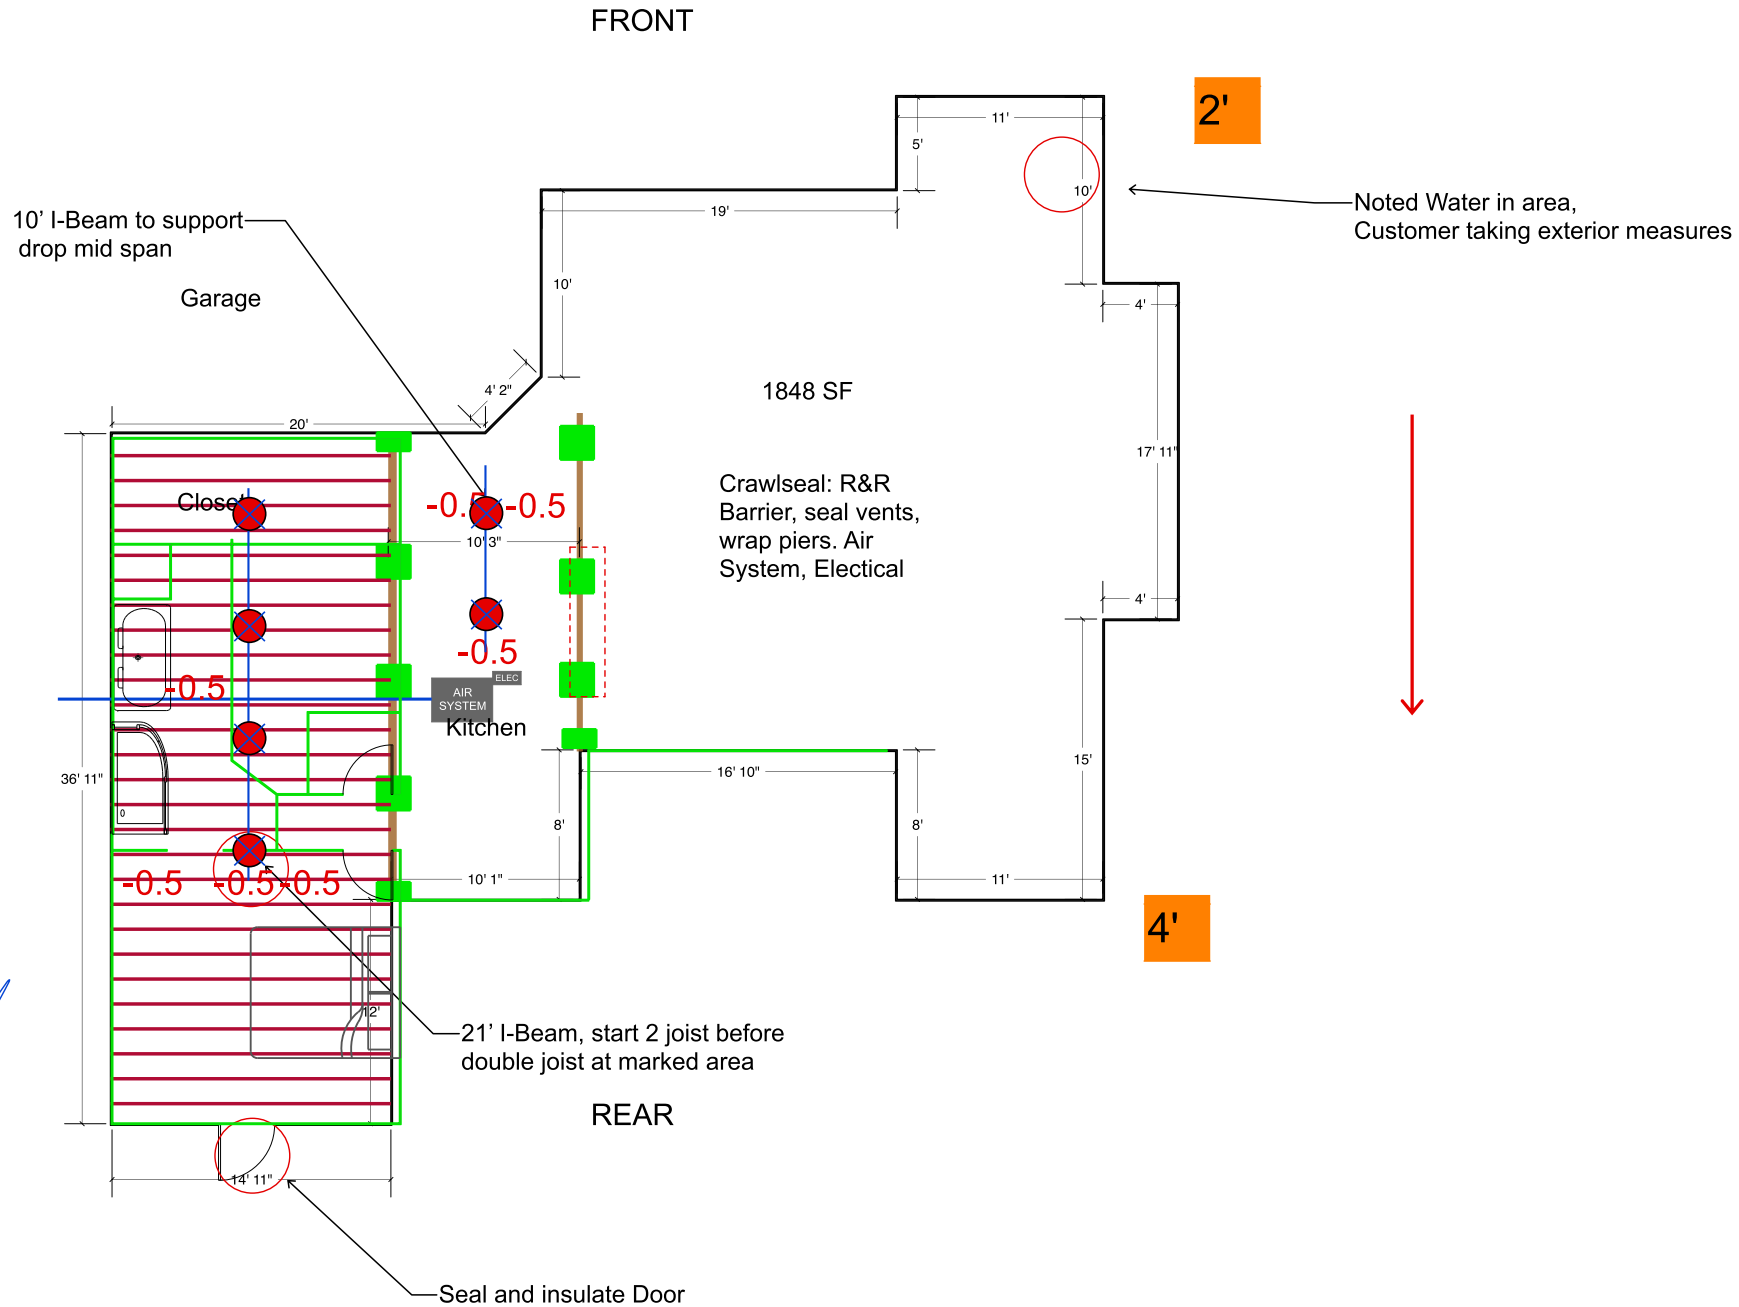 FRONT
2'
11'
5'
10'
19'
Noted Water in area,
Customer taking exterior measures
10’ I-Beam to support
drop mid span
Garage
10'
4'
4' 2"
1848 SF
20'
17' 11"
Closet
-0.5
-0.5
Crawlseal: R&R
Barrier, seal vents,
wrap piers. Air
System, Electical
10' 3"
4'
-0.5
-0.5
ELEC
AIR
SYSTEM
Kitchen
36' 11"
16' 10"
15'
8'
8'
-0.5
-0.5
-0.5
10' 1"
11'
4'
12'
21’ I-Beam, start 2 joist before
double joist at marked area
REAR
14' 11"
Seal and insulate Door